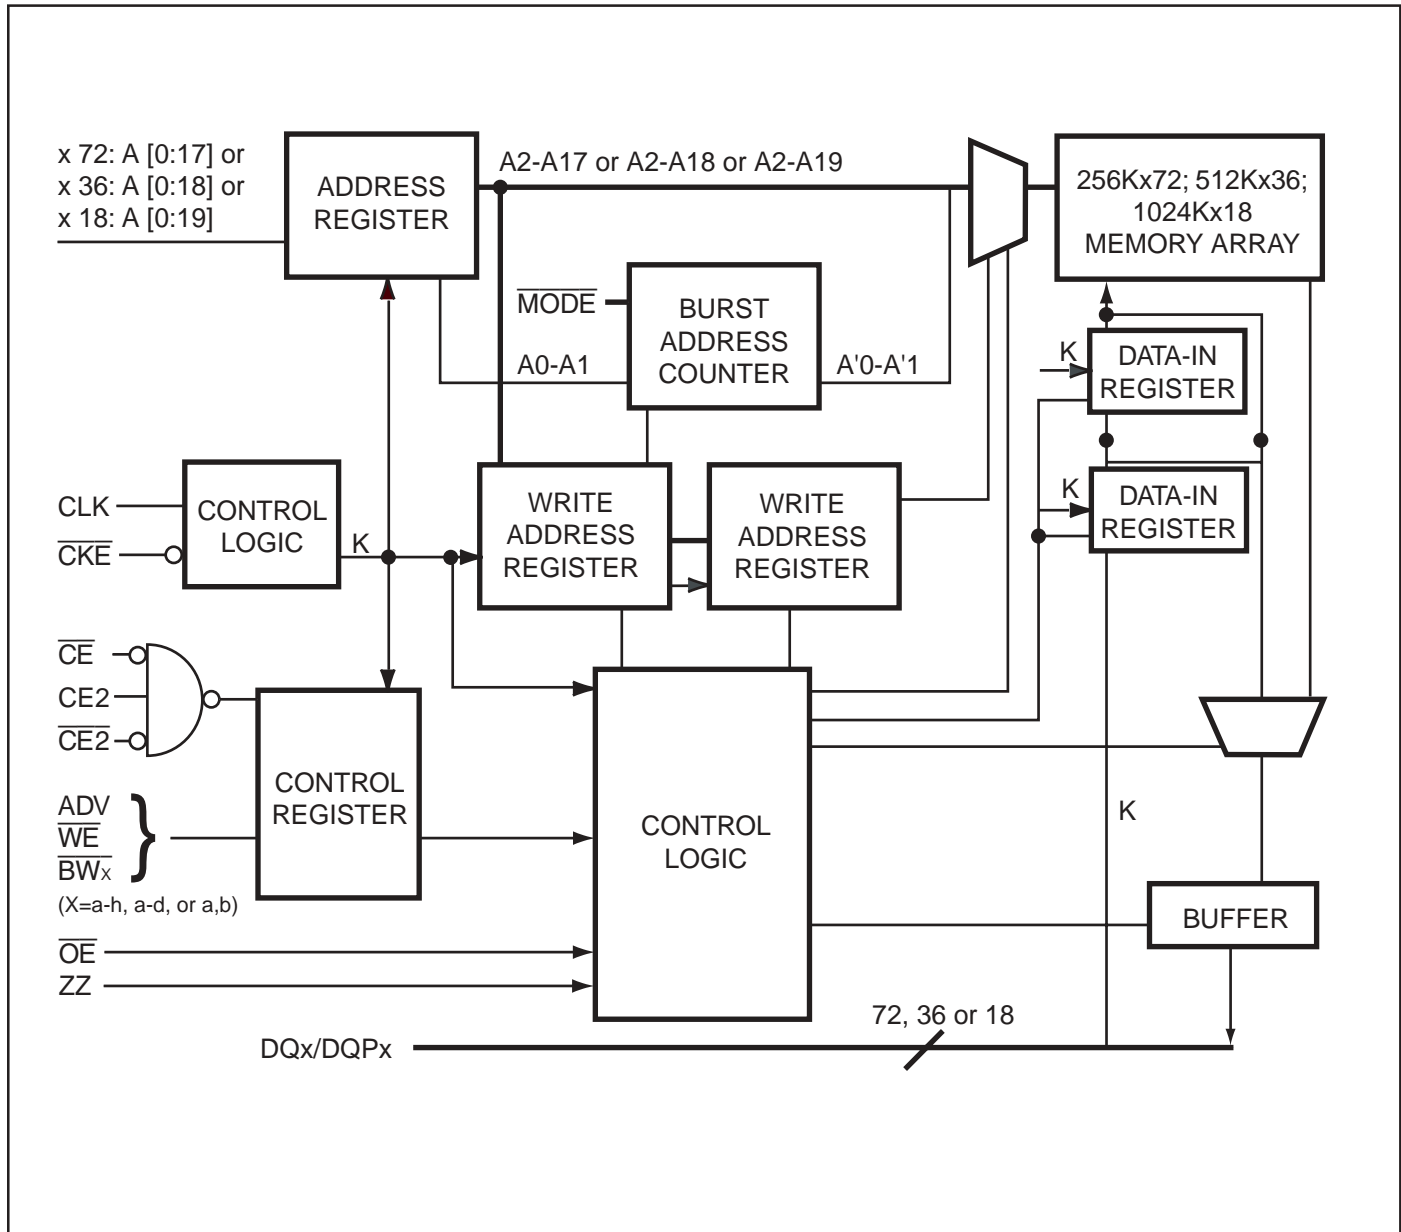 x 72: A [0:17] or
x 36: A [0:18] or
x 18: A [0:19]
ADDRESS
REGISTER
A2-A17 or A2-A18 or A2-A19
256Kx72; 512Kx36;
1024Kx18
MEMORY ARRAY
MODE
BURST
ADDRESS
COUNTER
A0-A1
A'0-A'1
K
DATA-IN
REGISTER
K
DATA-IN
REGISTER
CLK
CKE
CONTROL
LOGIC
K
WRITE
ADDRESS
REGISTER
WRITE
ADDRESS
REGISTER
CE
CE2
CE2
CONTROL
REGISTER
ADV
WE
BWx
(X=a-h, a-d, or a,b)
CONTROL
LOGIC
K
BUFFER
OE
ZZ
72, 36 or 18
DQx/DQPx